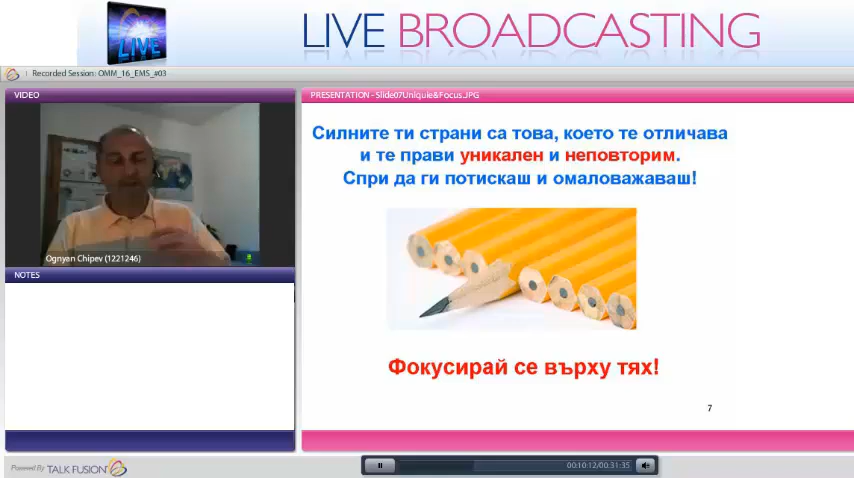 LIVE
LIVE BROADCASTING
Recorded Session: OMM_16_EMS_#03
VIDEO
Ognyan Chipev (1221246)
NOTES
PRESENTATION - Slide07Uniquie&Focus.JPG
Силните ти страни са това, което те отличава
и те прави уникален и неповторим.
Спри да ги потискаш и омаловажаваш!
Фокусирай се върху тях!
7
Powered By TALK FUSION
00:10:12/00:31:35